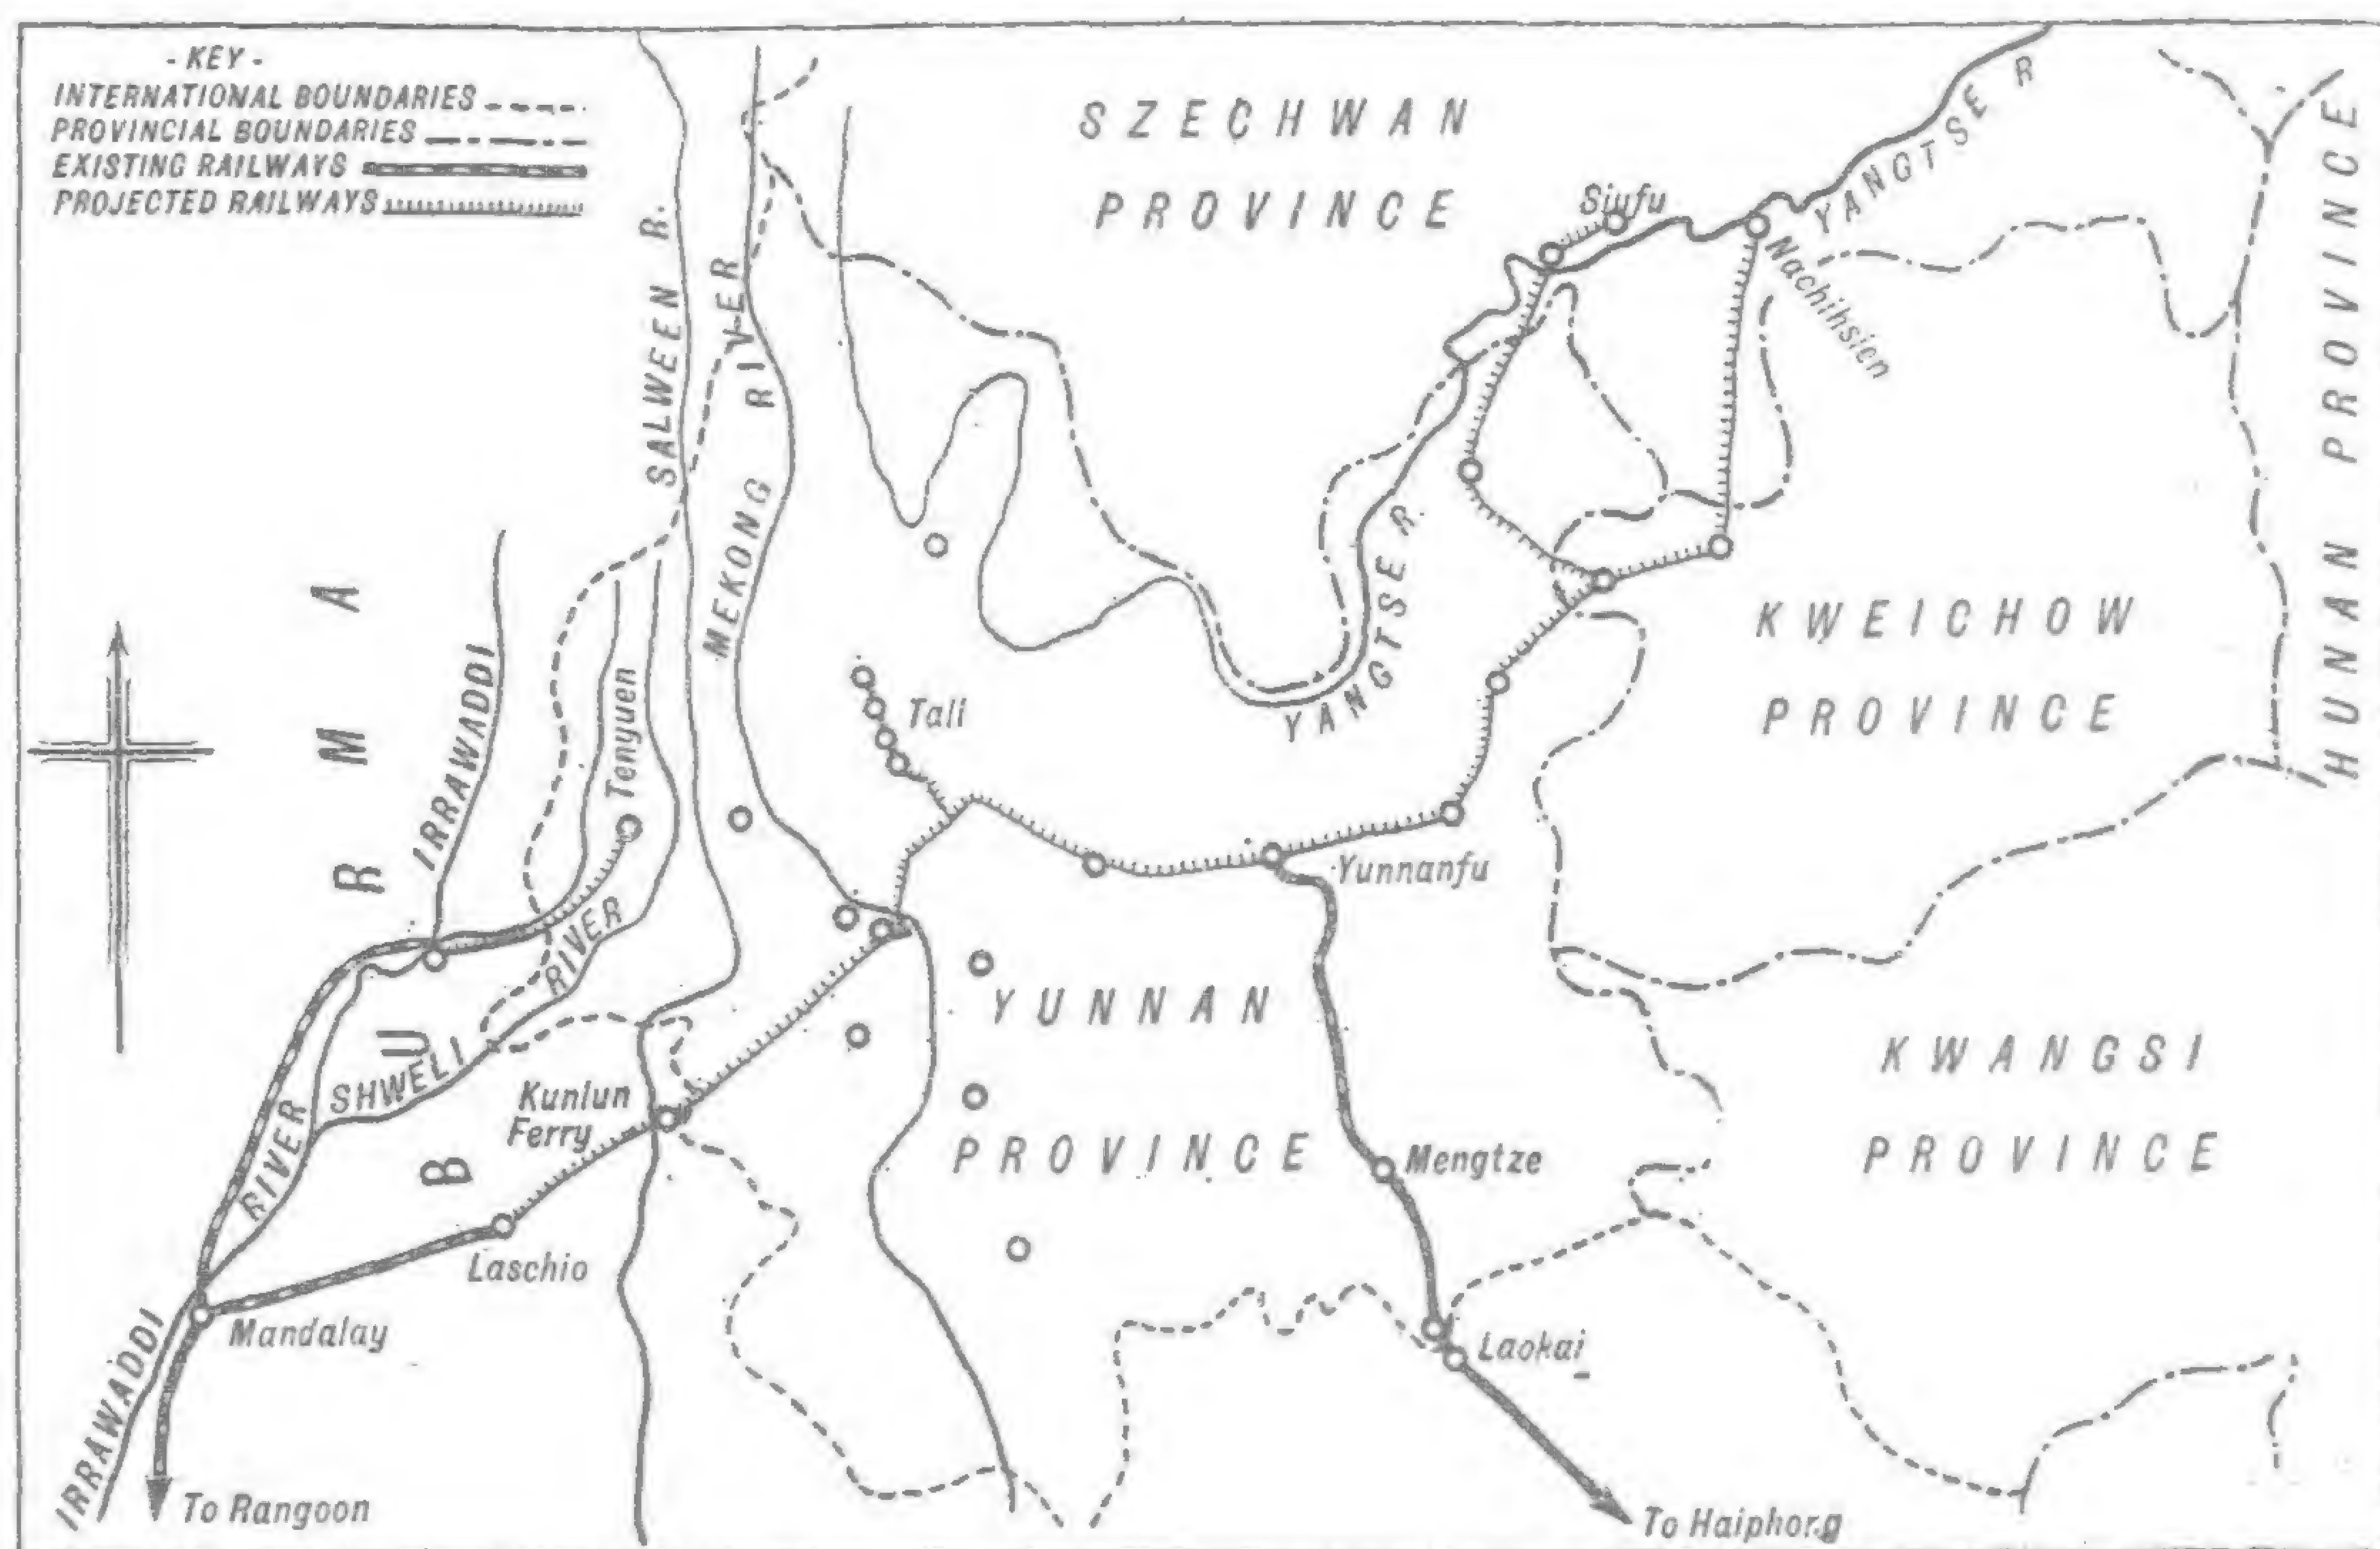 - KEY -
INTERNATIONAL BOUNDARIES
PROVINCIAL BOUNDARIES
EXISTING RAILWAYS
PROJECTED RAILWAYS
SZECHWAN
PROVINCE
YANGTSE R
Siufu
Nachihsien
HUNAN PROVINCE
SALWEEN R.
MEKONG RIVER
YANGTSE R.
KWEICHOW
PROVINCE
BURMA
IRRAWADDI
Tenyuen
Tali
Yunnanfu
RIVER
SHWELI
YUNNAN
PROVINCE
KWANGSI
PROVINCE
Kunlun
Ferry
RIVER
Mengtze
Laschio
Mandalay
IRRAWADDI
Laokai
To Rangoon
To Haiphong